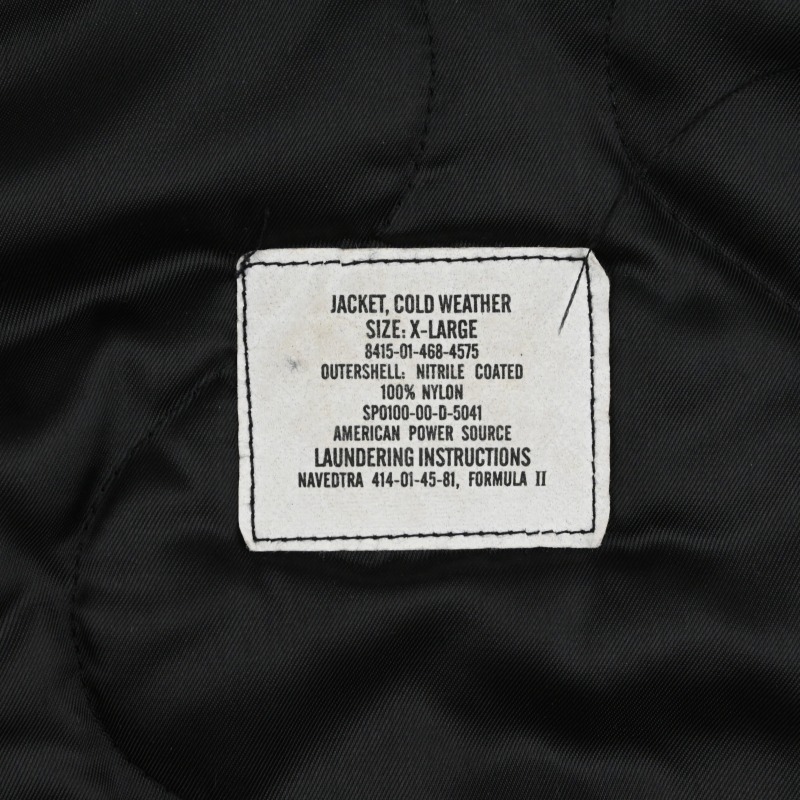 JACKET, COLD WEATHER
SIZE: X-LARGE
8415-01-468-4575
OUTERSHELL: NITRILE COATED
100% NYLON
SPO100-00-D-5041
AMERICAN POWER SOURCE
LAUNDERING INSTRUCTIONS
NAVEDTRA 414-01-45-81, FORMULA II